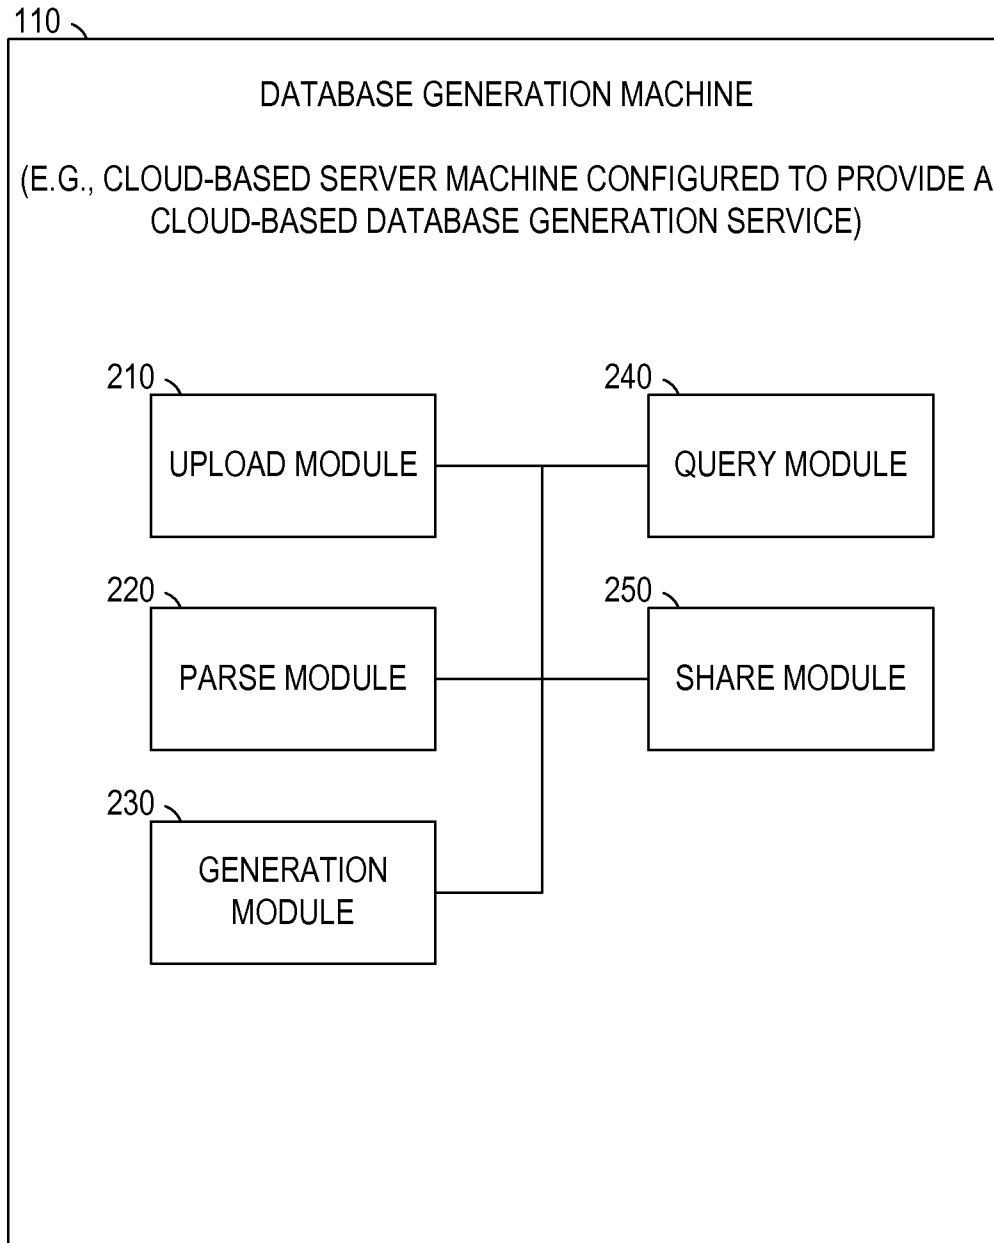 110
DATABASE GENERATION MACHINE
(E.G., CLOUD-BASED SERVER MACHINE CONFIGURED TO PROVIDE A
CLOUD-BASED DATABASE GENERATION SERVICE)
210
UPLOAD MODULE
240
QUERY MODULE
220
PARSE MODULE
250
SHARE MODULE
230
GENERATION
MODULE